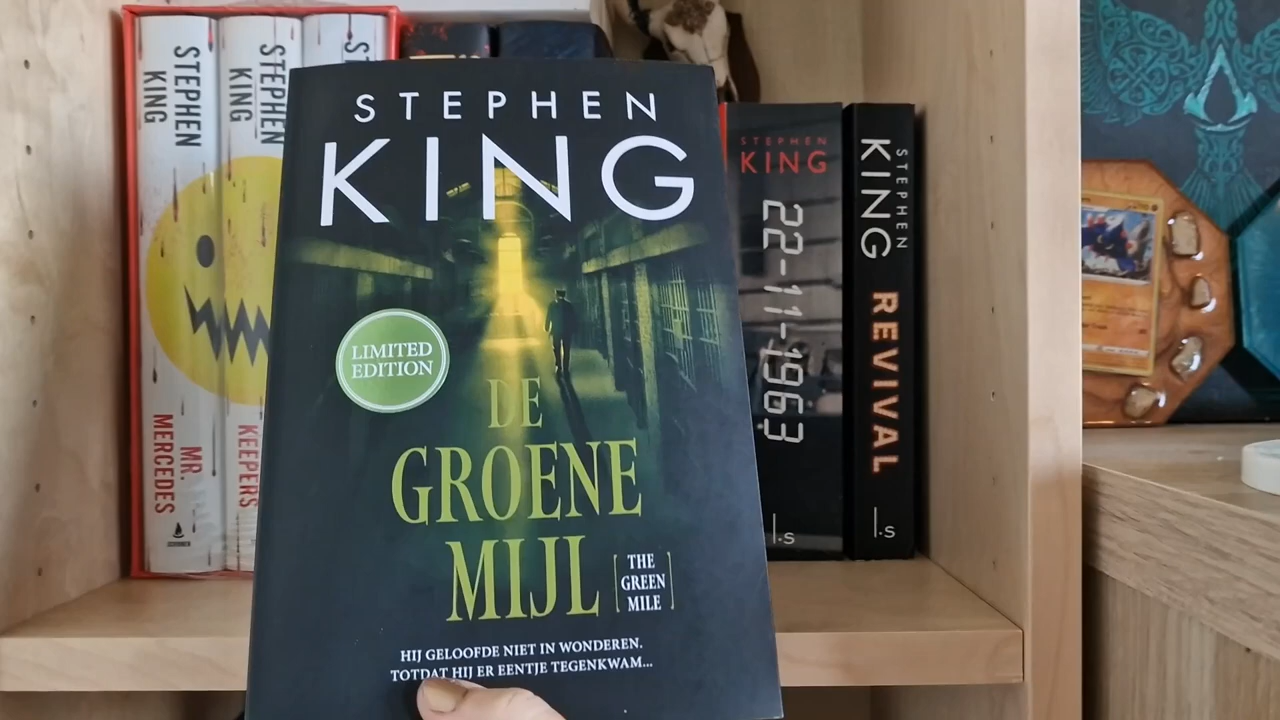 STEPHEN
KING
LIMITED
EDITION
DE
GROENE
MIJL
THE
GREEN
MILE
HIJ GELOOFDE NIET IN WONDEREN.
TOTDAT HIJ ER EENTJE TEGENKWAM...
STEPHEN
KING
MR.
MERCEDES
STEPHEN
KING
KEEPERS
STEPHEN
KING
22-11-1963
l.s
STEPHEN
KING
REVIVAL
l.s